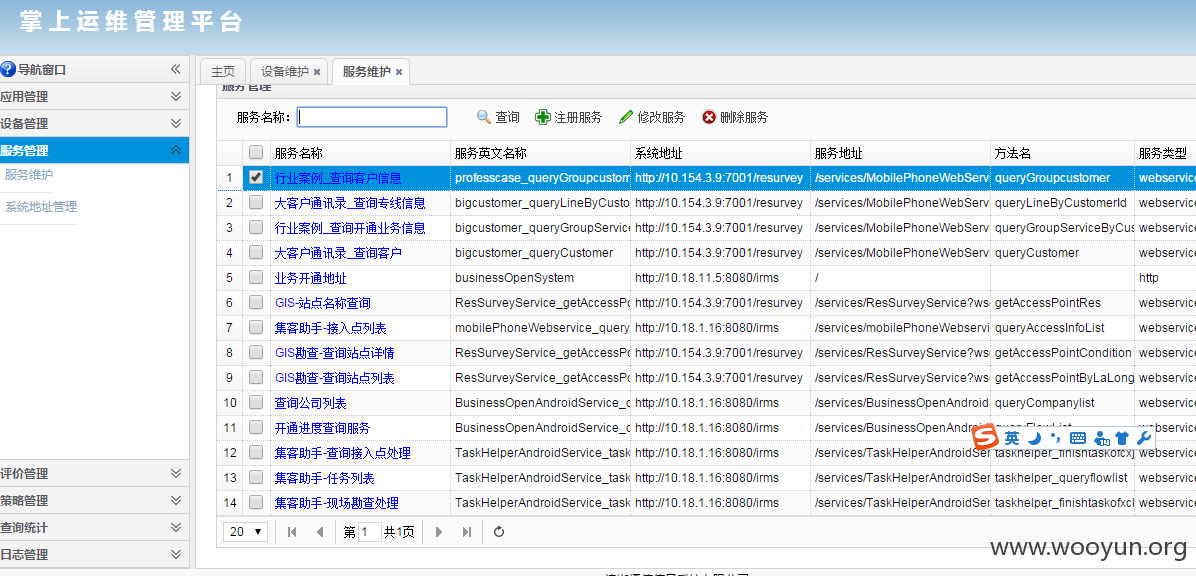 掌上运维管理平台
导航窗口
应用管理
设备管理
服务管理
服务维护
系统地址管理
评价管理
策略管理
查询统计
日志管理
主页 设备维护 服务维护
服务管理
服务名称: 查询 注册服务 修改服务 删除服务
服务名称 服务英文名称 系统地址 服务地址 方法名 服务类型
1 行业案例_查询客户信息 professcase_queryGroupcustom http://10.154.3.9:7001/resurvey /services/MobilePhoneWebServ queryGroupcustomer webservice
2 大客户通讯录_查询专线信息 bigcustomer_queryLineByCusto http://10.154.3.9:7001/resurvey /services/MobilePhoneWebServ queryLineByCustomerId webservice
3 行业案例_查询开通业务信息 bigcustomer_queryGroupService http://10.154.3.9:7001/resurvey /services/MobilePhoneWebServ queryGroupServiceByCus webservice
4 大客户通讯录_查询客户 bigcustomer_queryCustomer http://10.154.3.9:7001/resurvey /services/MobilePhoneWebServ queryCustomer webservice
5 业务开通地址 businessOpenSystem http://10.18.11.5:8080/irms / http
6 GIS-站点名称查询 ResSurveyService_getAccessPo http://10.154.3.9:7001/resurvey /services/ResSurveyService?ws getAccessPointRes webservice
7 集客助手-接入点列表 mobilePhoneWebservice_query http://10.18.1.16:8080/irms /services/mobilePhoneWebservi queryAccessInfoList webservice
8 GIS勘查-查询站点详情 ResSurveyService_getAccessPo http://10.154.3.9:7001/resurvey /services/ResSurveyService?ws getAccessPointCondition webservice
9 GIS勘查-查询站点列表 ResSurveyService_getAccessPo http://10.154.3.9:7001/resurvey /services/ResSurveyService?ws getAccessPointByLaLong webservice
10 查询公司列表 BusinessOpenAndroidService_c http://10.18.1.16:8080/irms /services/BusinessOpenAndroid queryCompanylist webservice
11 开通进度查询服务 BusinessOpenAndroidService_c http://10.18.1.16:8080/irms /services/BusinessOpenAndroid webservice
英
12 集客助手-查询接入点处理 TaskHelperAndroidService_task http://10.18.1.16:8080/irms /services/TaskHelperAndroidSer taskhelper_finishtaskofcxj webservice
13 集客助手-任务列表 TaskHelperAndroidService_task http://10.18.1.16:8080/irms /services/TaskHelperAndroidSer taskhelper_queryflowlist webservice
14 集客助手-现场勘查处理 TaskHelperAndroidService_task http://10.18.1.16:8080/irms /services/TaskHelperAndroidSer taskhelper_finishtaskofxcl webservice
20 第 1 共1页
www.wooyun.org